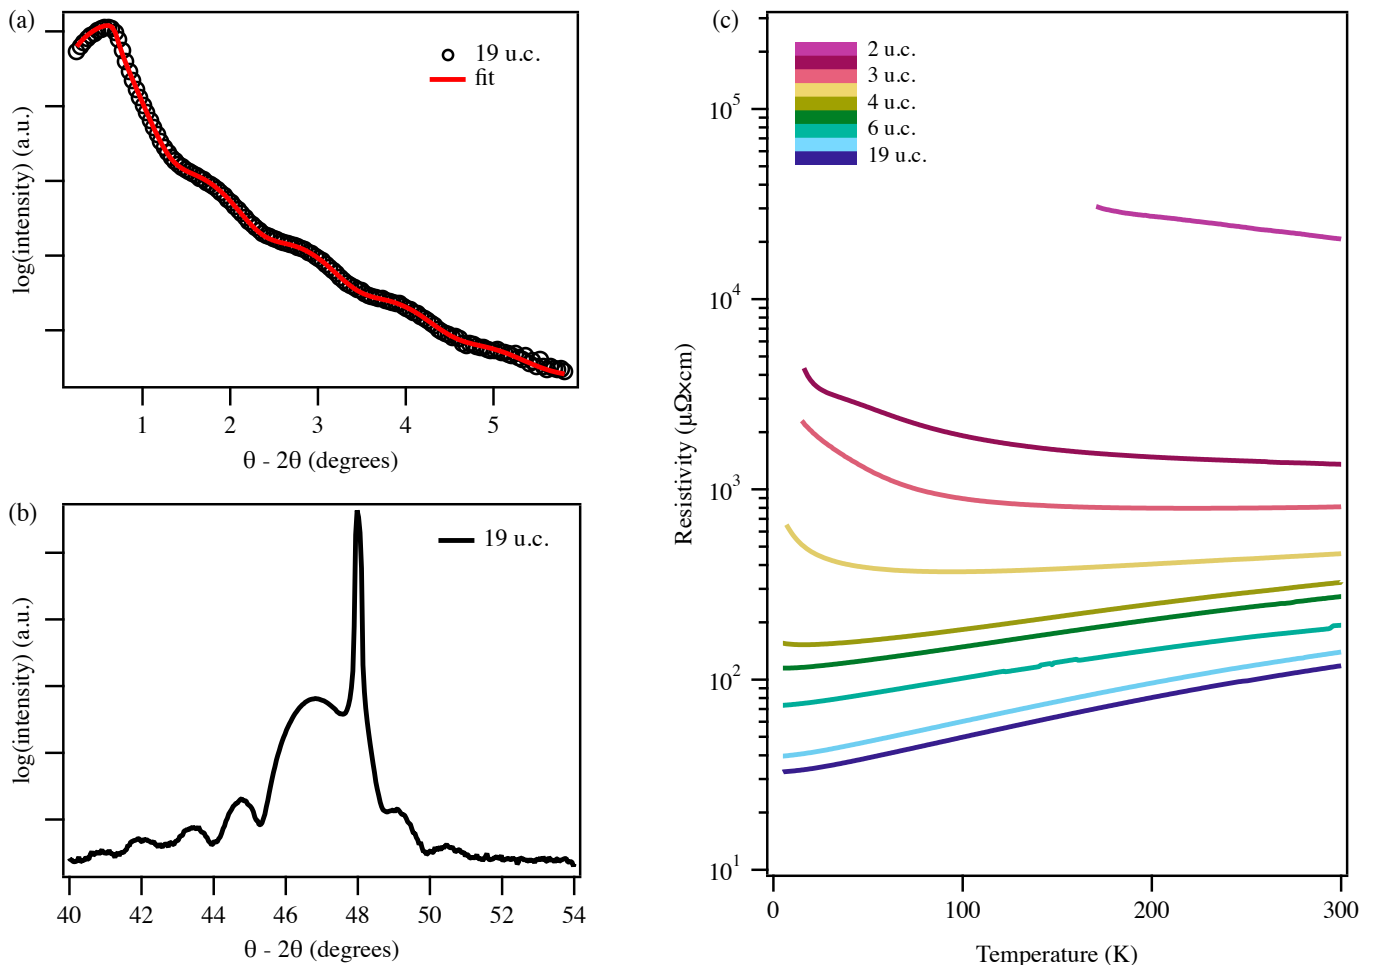 (a)
19 u.c.
fit
log(intensity) (a.u.)
1 2 3 4 5
θ - 2θ (degrees)
(b)
19 u.c.
log(intensity) (a.u.)
40 42 44 46 48 50 52 54
θ - 2θ (degrees)
(c)
2 u.c.
3 u.c.
4 u.c.
6 u.c.
19 u.c.
10^5
10^4
10^3
10^2
10^1
Resistivity (μΩ×cm)
0 100 200 300
Temperature (K)